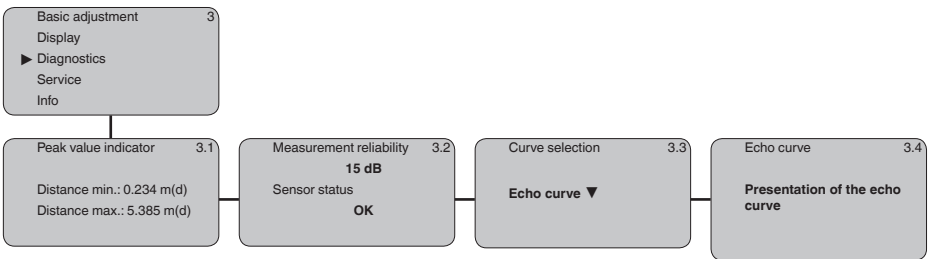 Basic adjustment 3
Display
▶ Diagnostics
Service
Info
Peak value indicator 3.1
Distance min.: 0.234 m(d)
Distance max.: 5.385 m(d)
Measurement reliability 3.2
15 dB
Sensor status
OK
Curve selection 3.3
Echo curve ▼
Echo curve 3.4
Presentation of the echo
curve